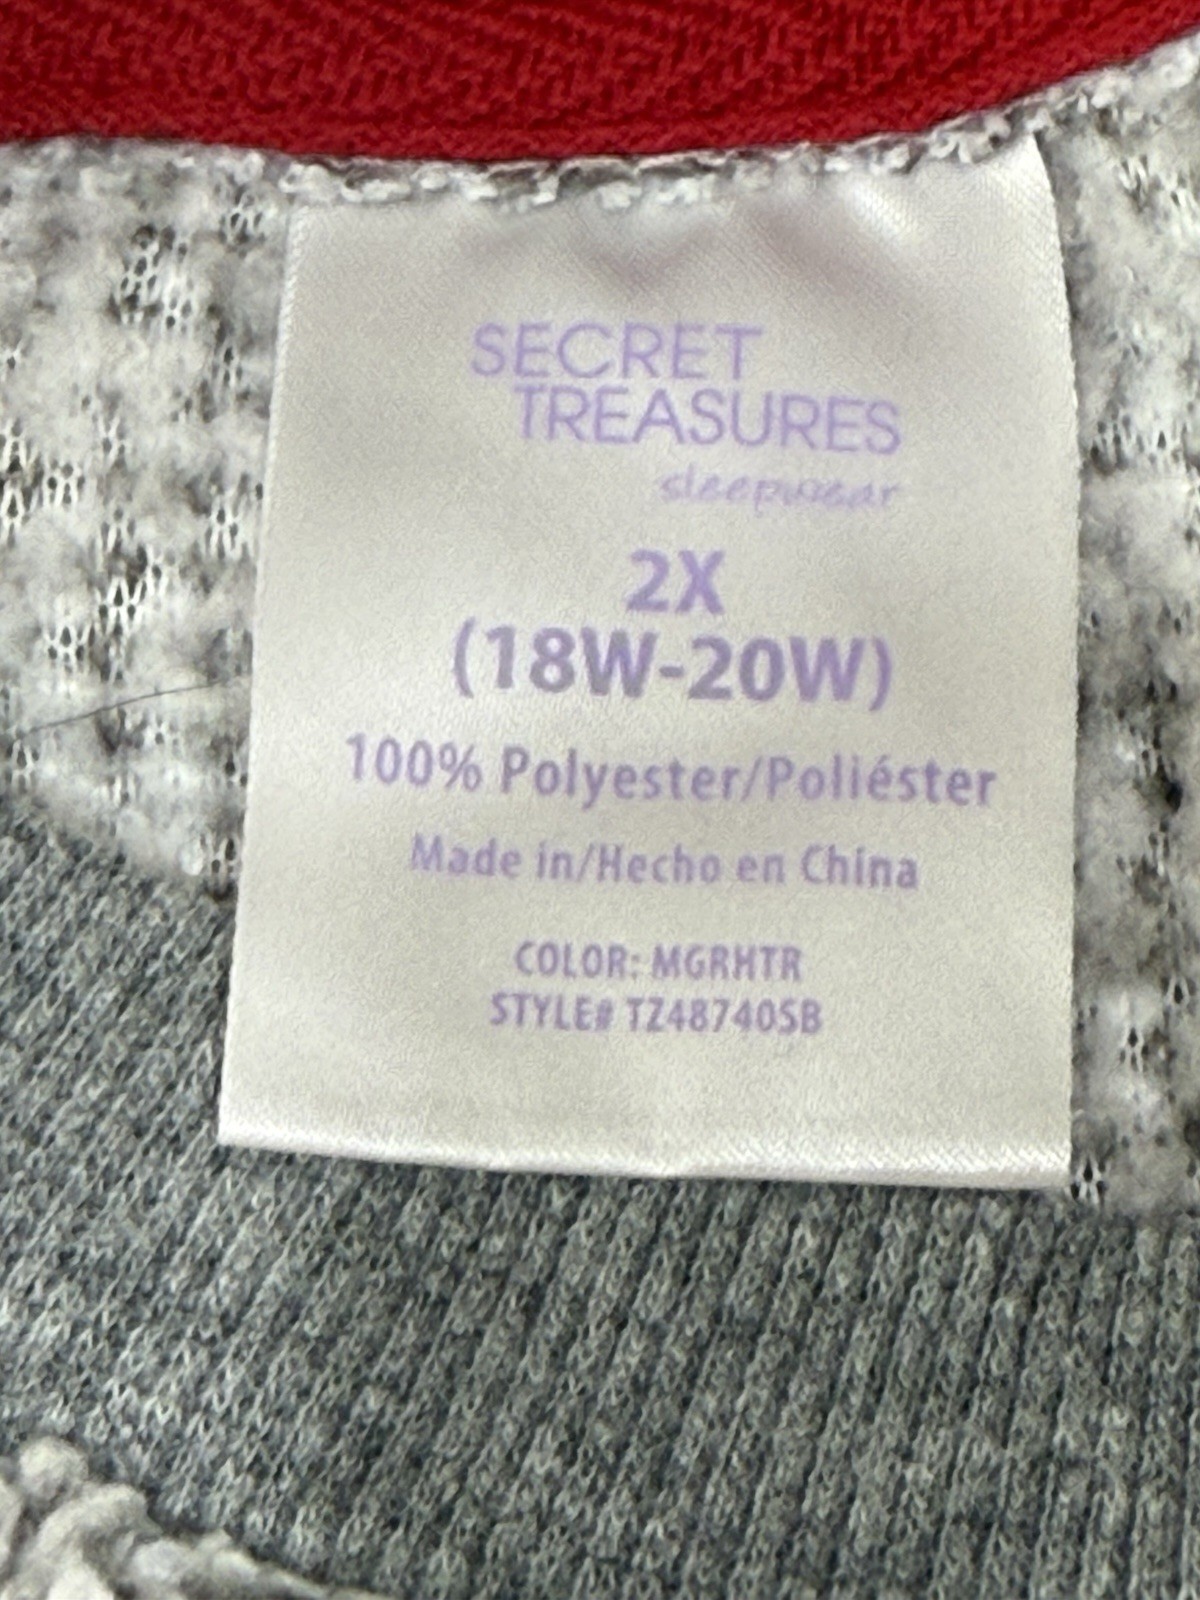 SECRET
TREASURES
sleepwear
2X
(18W-20W)
100% Polyester/Poliéster
Made in/Hecho en China
COLOR: MGRHTR
STYLE# TZ48740SB